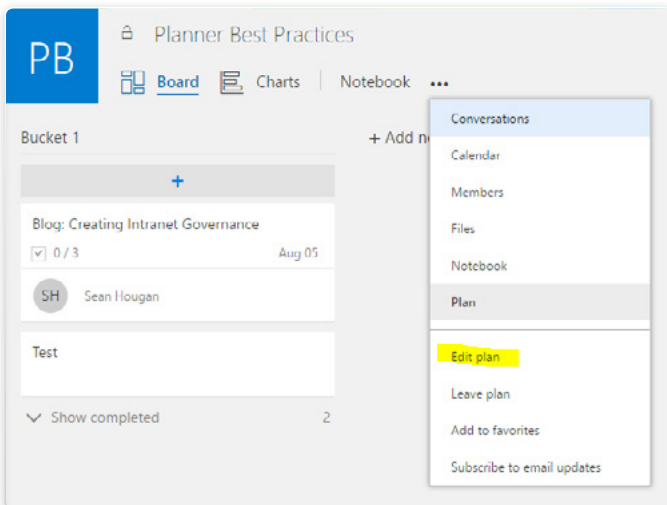 PB
Planner Best Practices
Board Charts Notebook •••
Bucket 1
+ Add n
+
Blog: Creating Intranet Governance
0 / 3 Aug 05
SH Sean Hougan
Test
Show completed 2
Conversations
Calendar
Members
Files
Notebook
Plan
Edit plan
Leave plan
Add to favorites
Subscribe to email updates